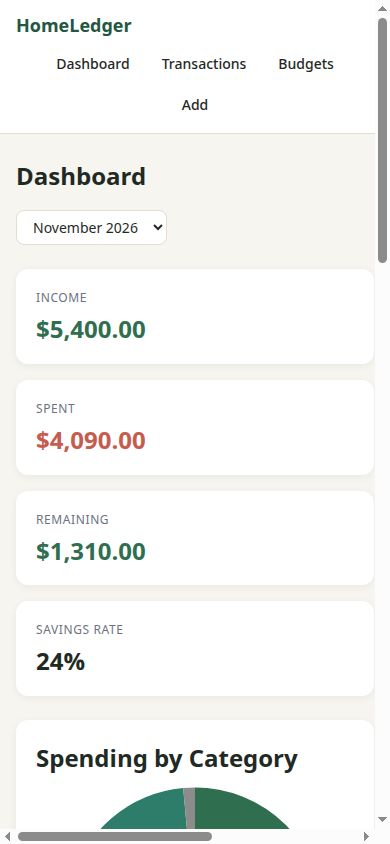 HomeLedger
Dashboard Transactions Budgets
Add
Dashboard
November 2026
INCOME
$5,400.00
SPENT
$4,090.00
REMAINING
$1,310.00
SAVINGS RATE
24%
Spending by Category